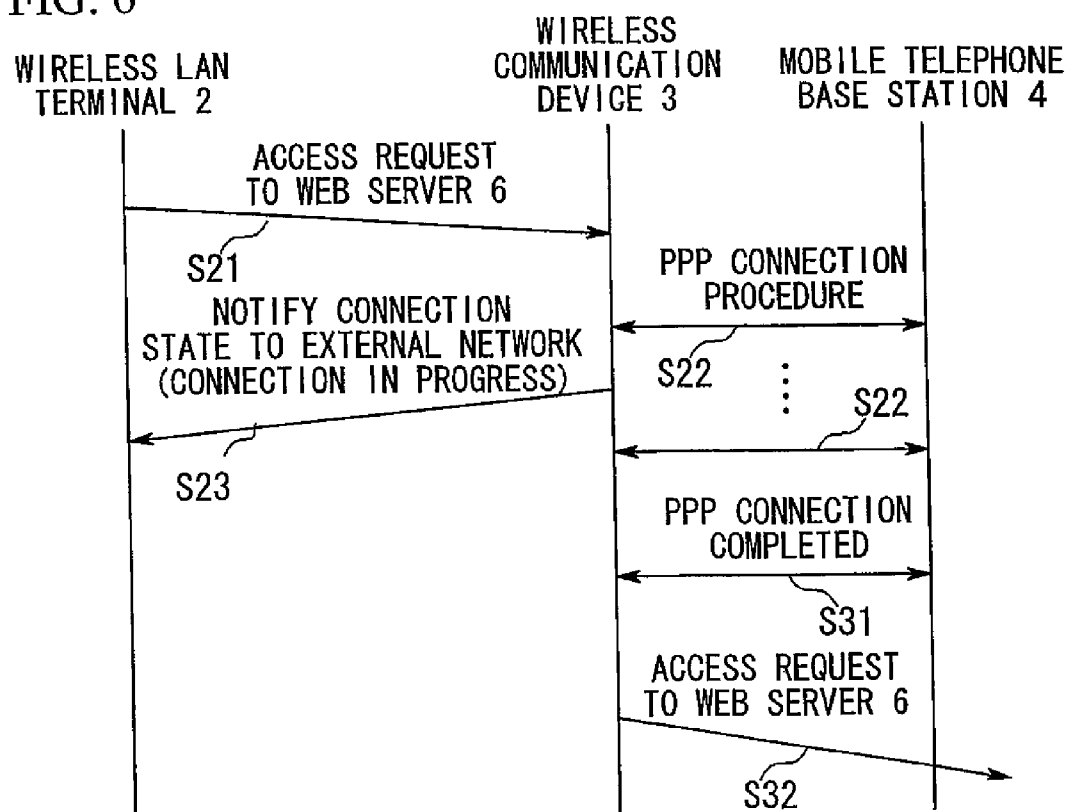 FIG. 6
WIRELESS LAN
TERMINAL 2
WIRELESS
COMMUNICATION
DEVICE 3
MOBILE TELEPHONE
BASE STATION 4
ACCESS REQUEST
TO WEB SERVER 6
S21
PPP CONNECTION
PROCEDURE
S22
NOTIFY CONNECTION
STATE TO EXTERNAL NETWORK
(CONNECTION IN PROGRESS)
S22
S23
PPP CONNECTION
COMPLETED
S31
ACCESS REQUEST
TO WEB SERVER 6
S32